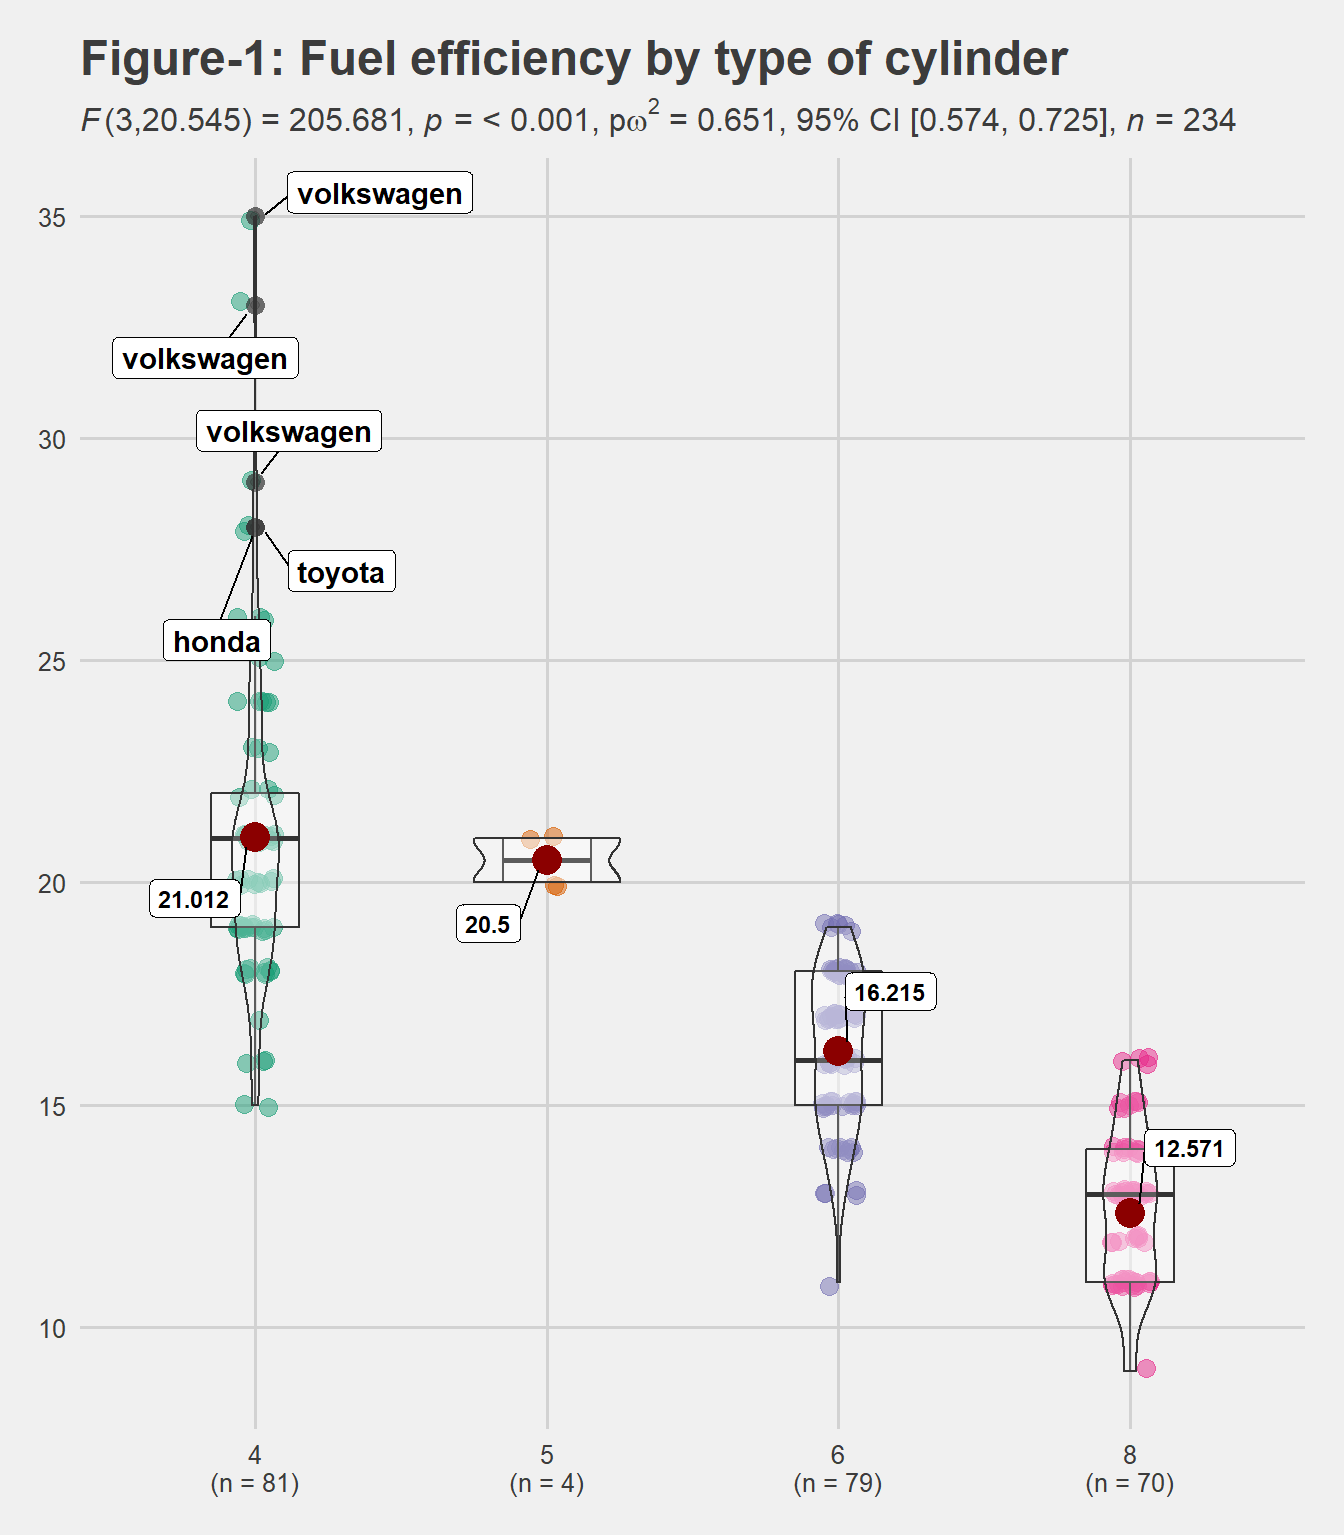 Figure-1: Fuel efficiency by type of cylinder
F(3,20.545) = 205.681, p = < 0.001, pω² = 0.651, 95% CI [0.574, 0.725], n = 234
volkswagen
35
volkswagen
volkswagen
30
toyota
honda
25
21.012
20
20.5
16.215
15
12.571
10
4
(n = 81)
5
(n = 4)
6
(n = 79)
8
(n = 70)